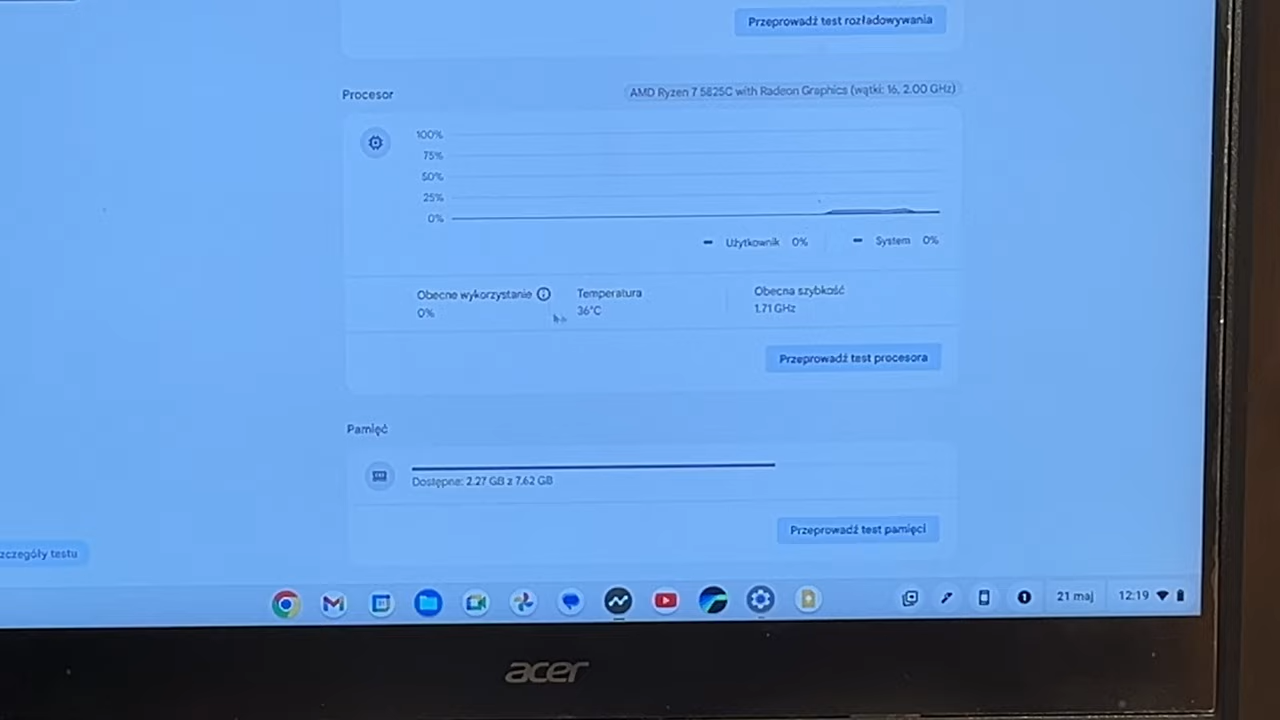 Przeprowadź test rozładowywania
Procesor
AMD Ryzen 7 5825C with Radeon Graphics (wątki: 16, 2.00 GHz)
100%
75%
50%
25%
0%
Użytkownik 0%
System 0%
Obecne wykorzystanie
0%
Temperatura
36°C
Obecna szybkość
1.71 GHz
Przeprowadź test procesora
Pamięć
Dostępne: 2.27 GB z 7.62 GB
Przeprowadź test pamięci
zczegóły testu
21 maj
12:19
acer